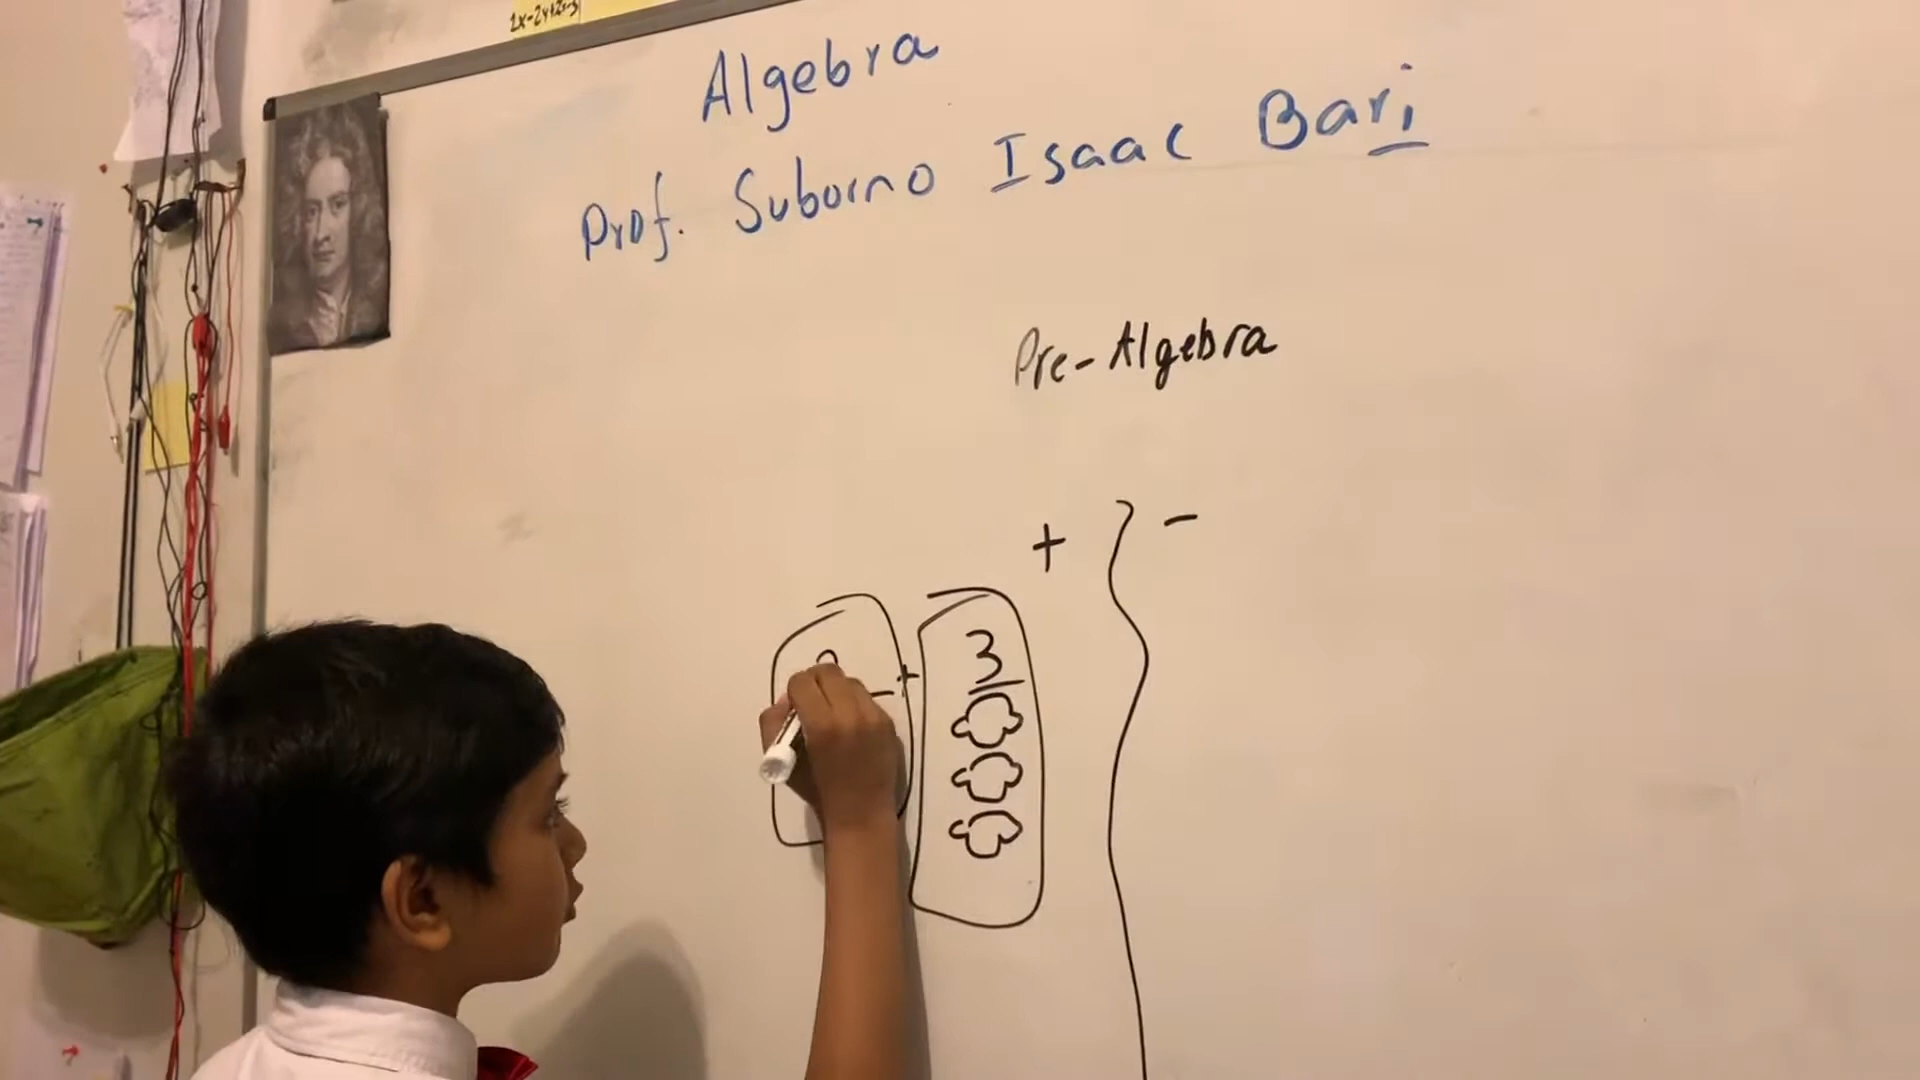 Algebra
Prof. Suborno Isaac Bari
Pre-Algebra
+ -
+ 3